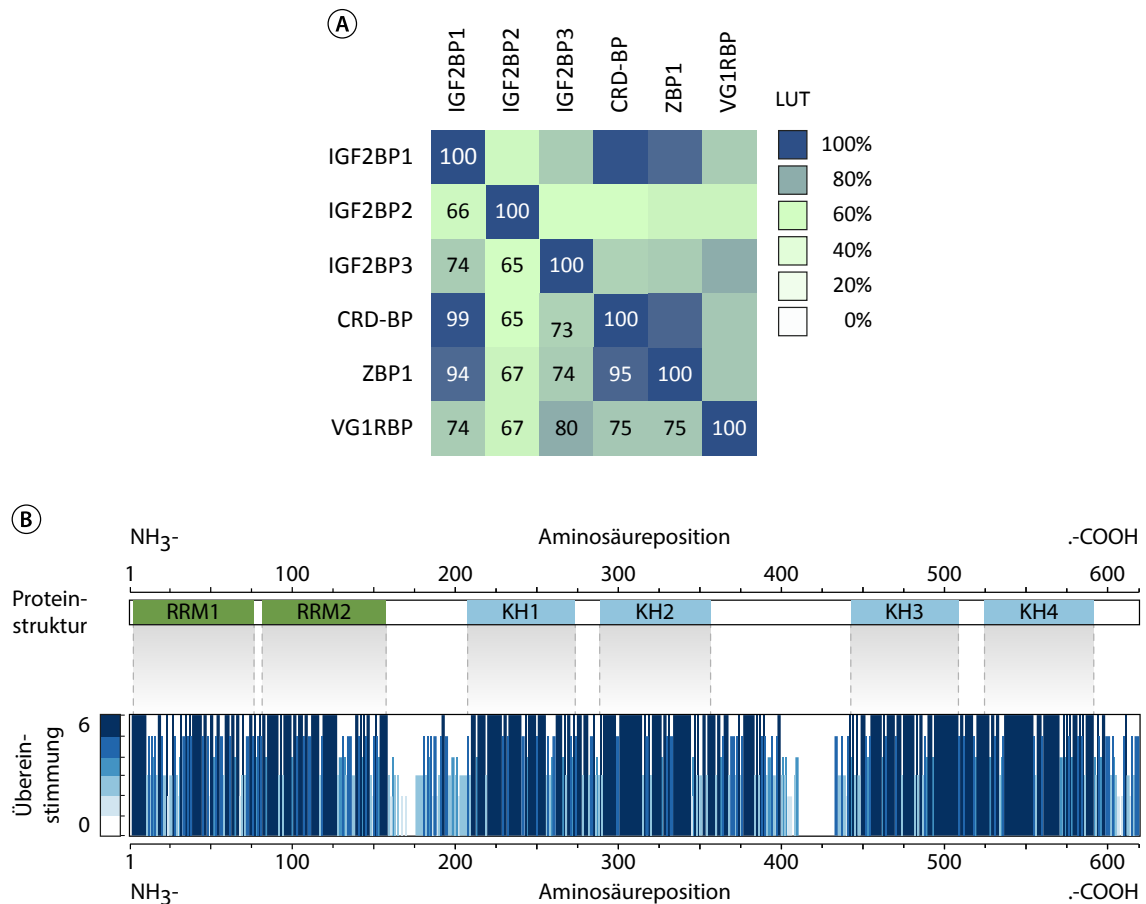 A
IGF2BP1 IGF2BP2 IGF2BP3 CRD-BP ZBP1 VG1RBP
LUT
IGF2BP1 100
IGF2BP2 66 100
IGF2BP3 74 65 100
CRD-BP 99 65 73 100
ZBP1 94 67 74 95 100
VG1RBP 74 67 80 75 75 100
100%
80%
60%
40%
20%
0%
B
NH3- Aminosäureposition .-COOH
1 100 200 300 400 500 600
Protein-
struktur
RRM1 RRM2 KH1 KH2 KH3 KH4
Überein-
stimmung
6
0
1 100 200 300 400 500 600
NH3- Aminosäureposition .-COOH